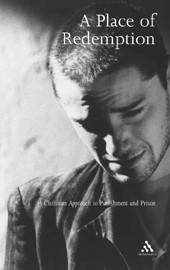 A Place of
Redemption
A Christian Approach to Punishment and Prison